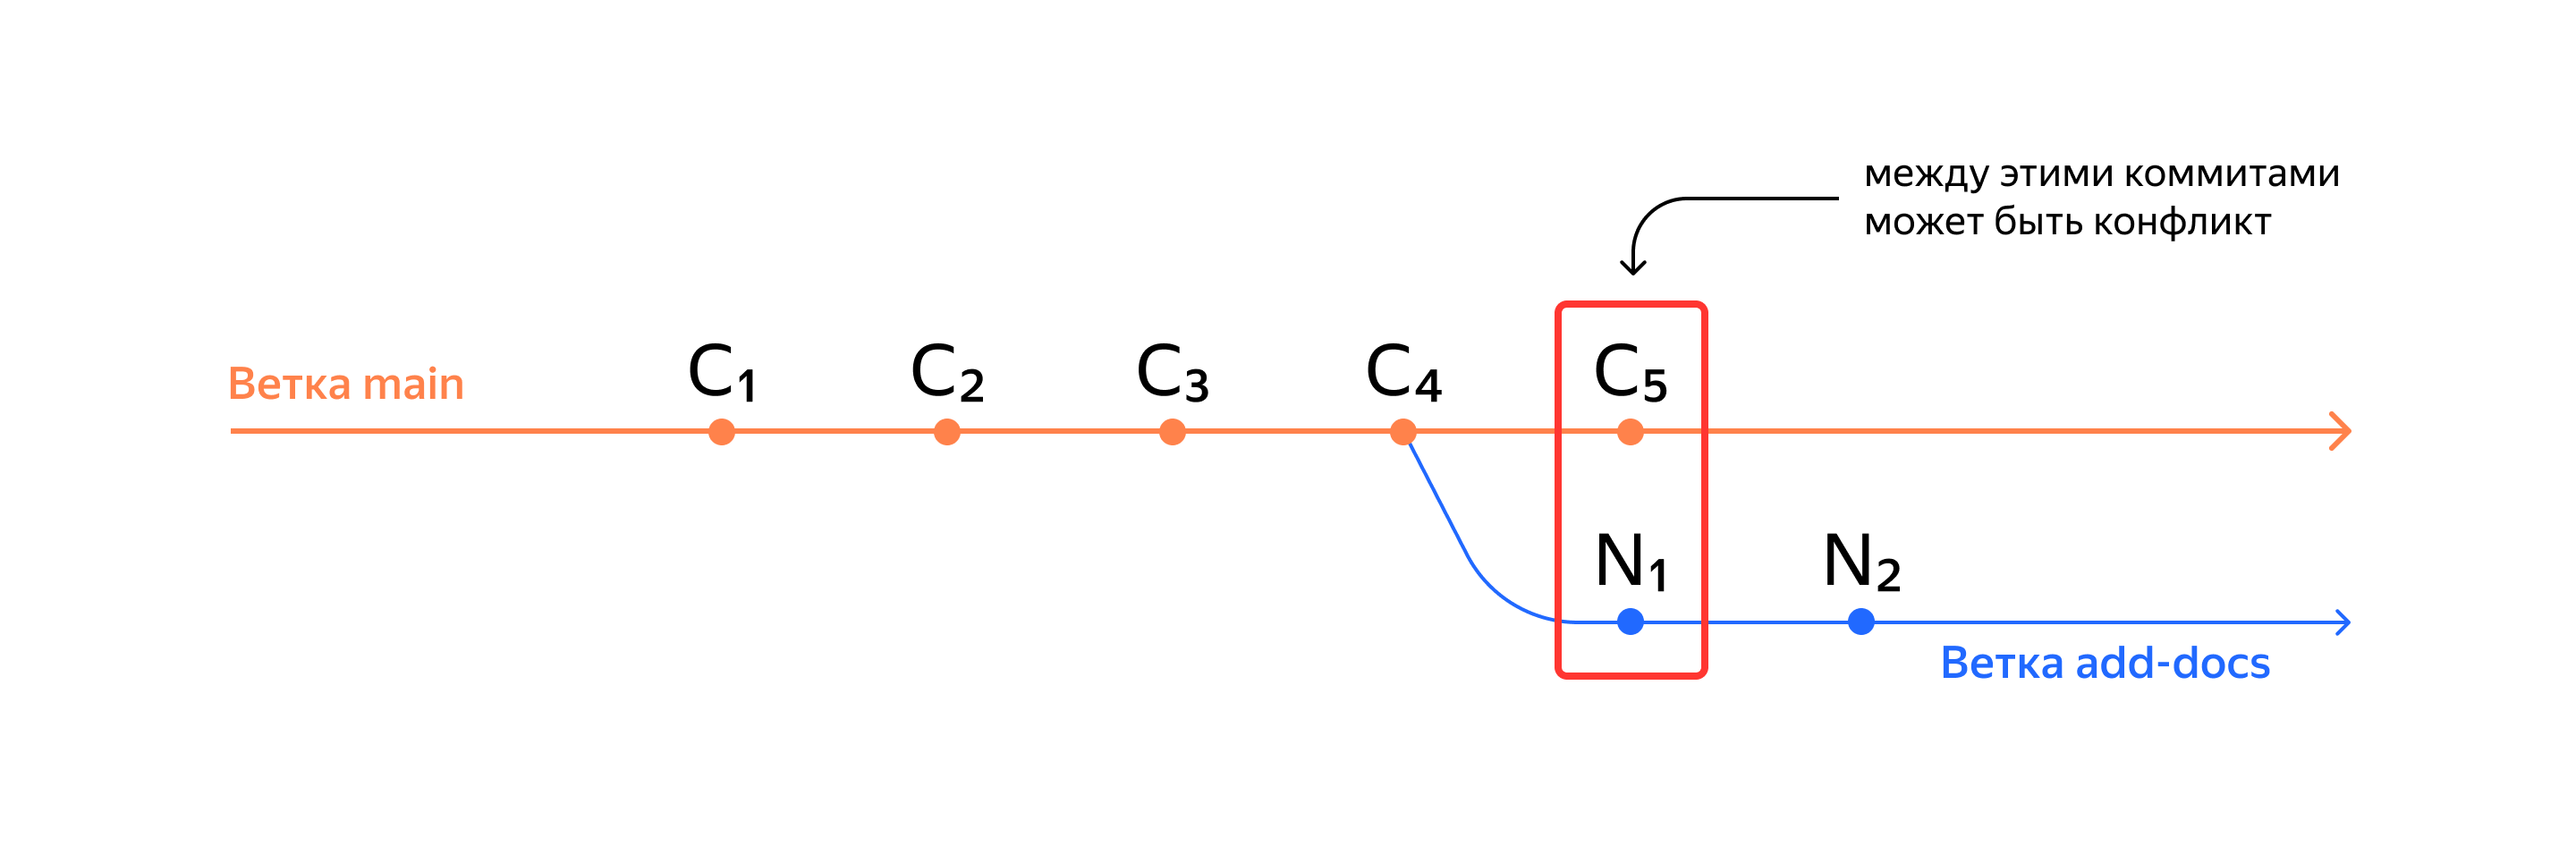 между этими коммитами
может быть конфликт
Ветка main
C₁ C₂ C₃ C₄ C₅
N₁ N₂
Ветка add-docs